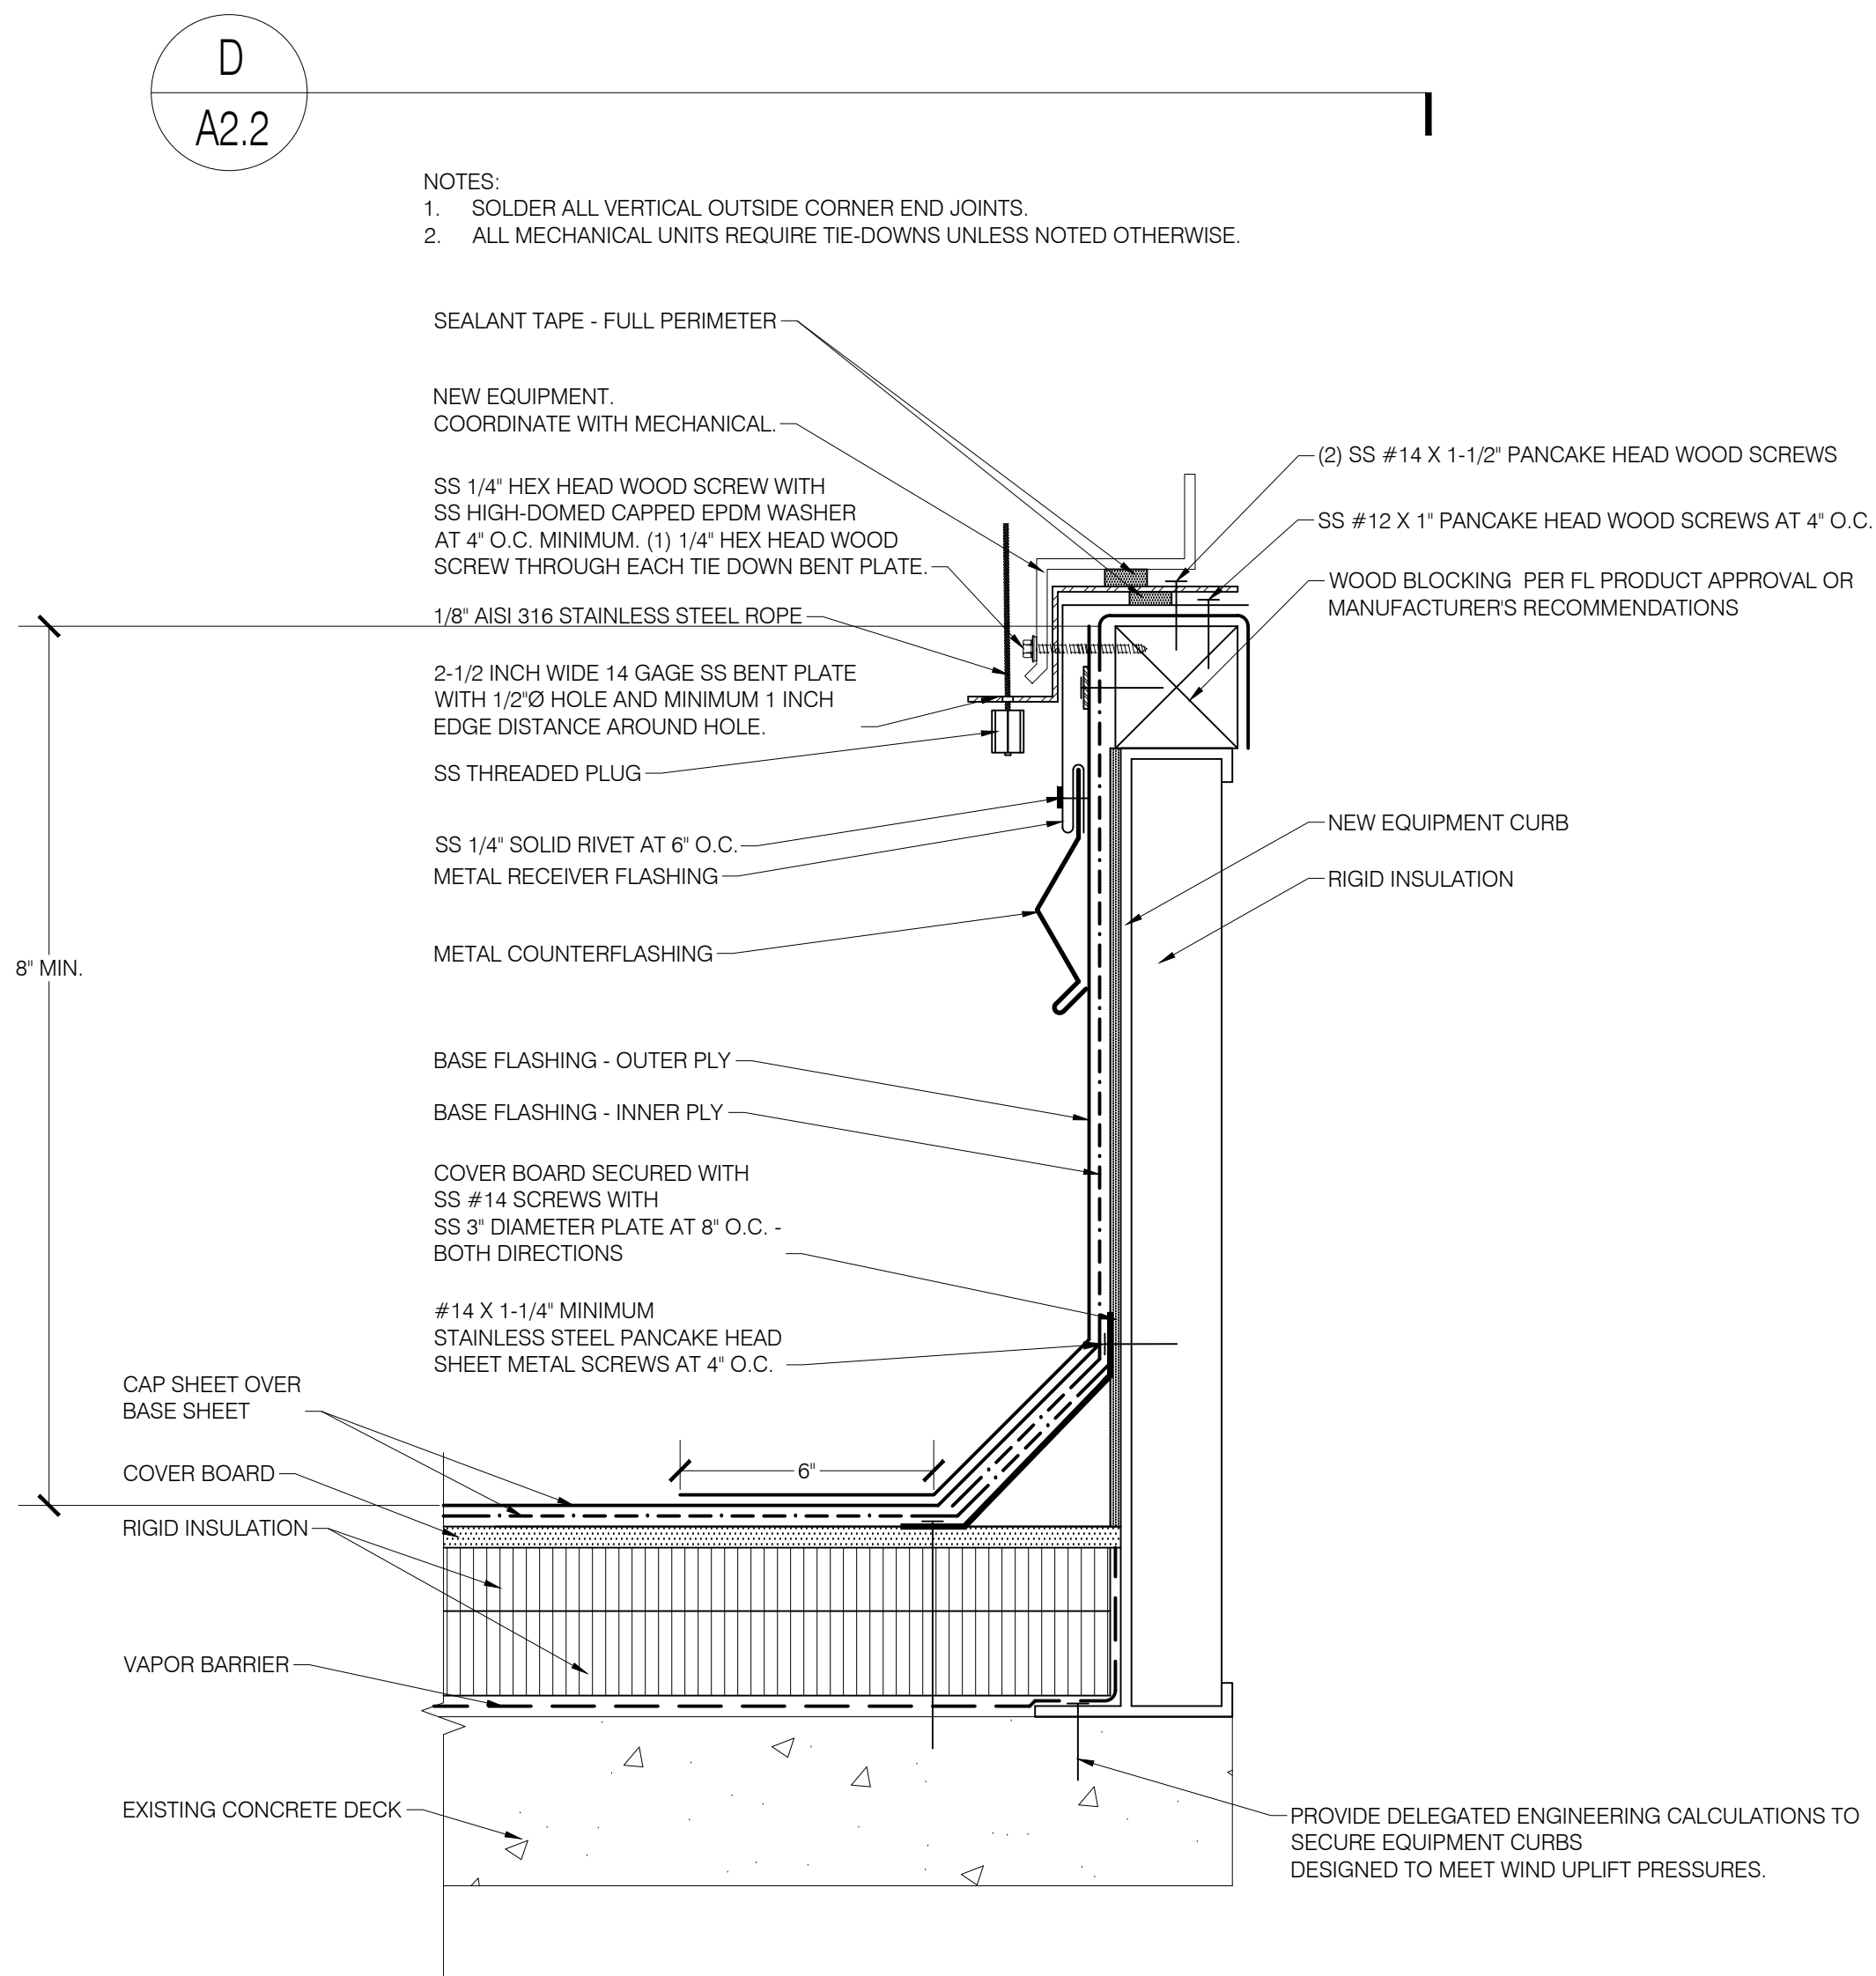 D
A2.2
NOTES:
1. SOLDER ALL VERTICAL OUTSIDE CORNER END JOINTS.
2. ALL MECHANICAL UNITS REQUIRE TIE-DOWNS UNLESS NOTED OTHERWISE.
SEALANT TAPE - FULL PERIMETER
NEW EQUIPMENT.
COORDINATE WITH MECHANICAL.
SS 1/4" HEX HEAD WOOD SCREW WITH
SS HIGH-DOMED CAPPED EPDM WASHER
AT 4" O.C. MINIMUM. (1) 1/4" HEX HEAD WOOD
SCREW THROUGH EACH TIE DOWN BENT PLATE.
1/8" AISI 316 STAINLESS STEEL ROPE
2-1/2 INCH WIDE 14 GAGE SS BENT PLATE
WITH 1/2"Ø HOLE AND MINIMUM 1 INCH
EDGE DISTANCE AROUND HOLE.
SS THREADED PLUG
SS 1/4" SOLID RIVET AT 6" O.C.
METAL RECEIVER FLASHING
METAL COUNTERFLASHING
8" MIN.
BASE FLASHING - OUTER PLY
BASE FLASHING - INNER PLY
COVER BOARD SECURED WITH
SS #14 SCREWS WITH
SS 3" DIAMETER PLATE AT 8" O.C. -
BOTH DIRECTIONS
#14 X 1-1/4" MINIMUM
STAINLESS STEEL PANCAKE HEAD
SHEET METAL SCREWS AT 4" O.C.
CAP SHEET OVER
BASE SHEET
6"
COVER BOARD
RIGID INSULATION
VAPOR BARRIER
EXISTING CONCRETE DECK
(2) SS #14 X 1-1/2" PANCAKE HEAD WOOD SCREWS
SS #12 X 1" PANCAKE HEAD WOOD SCREWS AT 4" O.C.
WOOD BLOCKING PER FL PRODUCT APPROVAL OR
MANUFACTURER'S RECOMMENDATIONS
NEW EQUIPMENT CURB
RIGID INSULATION
PROVIDE DELEGATED ENGINEERING CALCULATIONS TO
SECURE EQUIPMENT CURBS
DESIGNED TO MEET WIND UPLIFT PRESSURES.